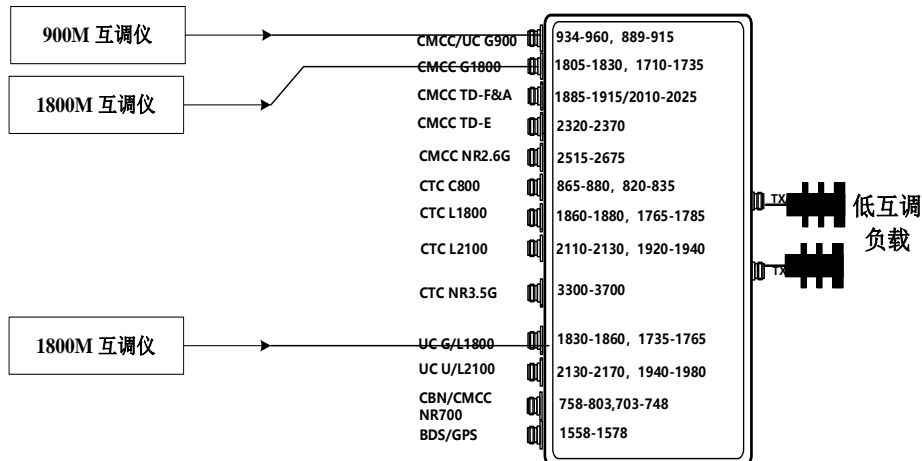 900M 互调仪
CMCC/UC G900
934-960，889-915
CMCC G1800
1805-1830，1710-1735
1800M 互调仪
CMCC TD-F&A
1885-1915/2010-2025
CMCC TD-E
2320-2370
CMCC NR2.6G
2515-2675
CTC C800
865-880，820-835
CTC L1800
1860-1880，1765-1785
CTC L2100
2110-2130，1920-1940
CTC NR3.5G
3300-3700
1800M 互调仪
UC G/L1800
1830-1860，1735-1765
UC U/L2100
2130-2170，1940-1980
CBN/CMCC
NR700
758-803,703-748
BDS/GPS
1558-1578
TX
TX
低互调
负载